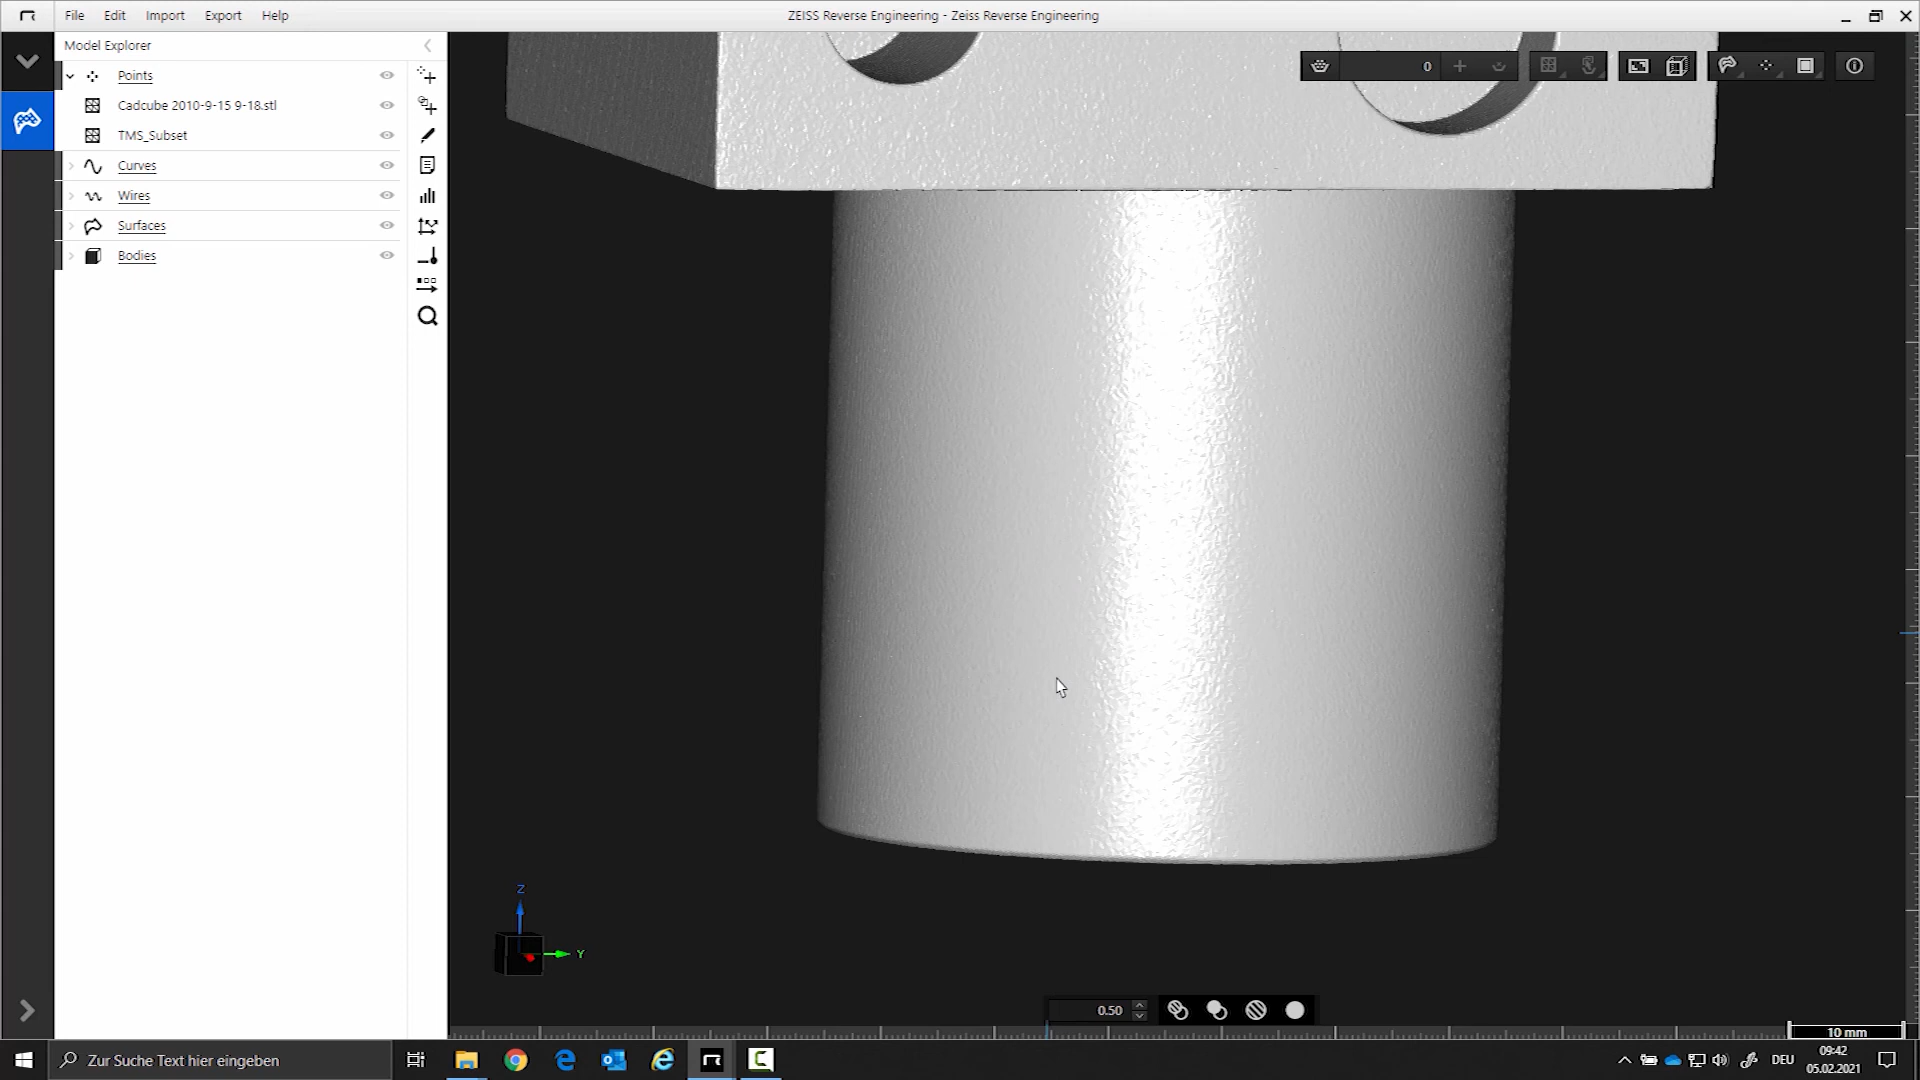 File Edit Import Export Help
ZEISS Reverse Engineering - Zeiss Reverse Engineering
Model Explorer
Points
Cadcube 2010-9-15 9-18.stl
TMS_Subset
Curves
Wires
Surfaces
Bodies
0
Z
Y
0.50
10 mm
Zur Suche Text hier eingeben
DEU
09:42
05.02.2021